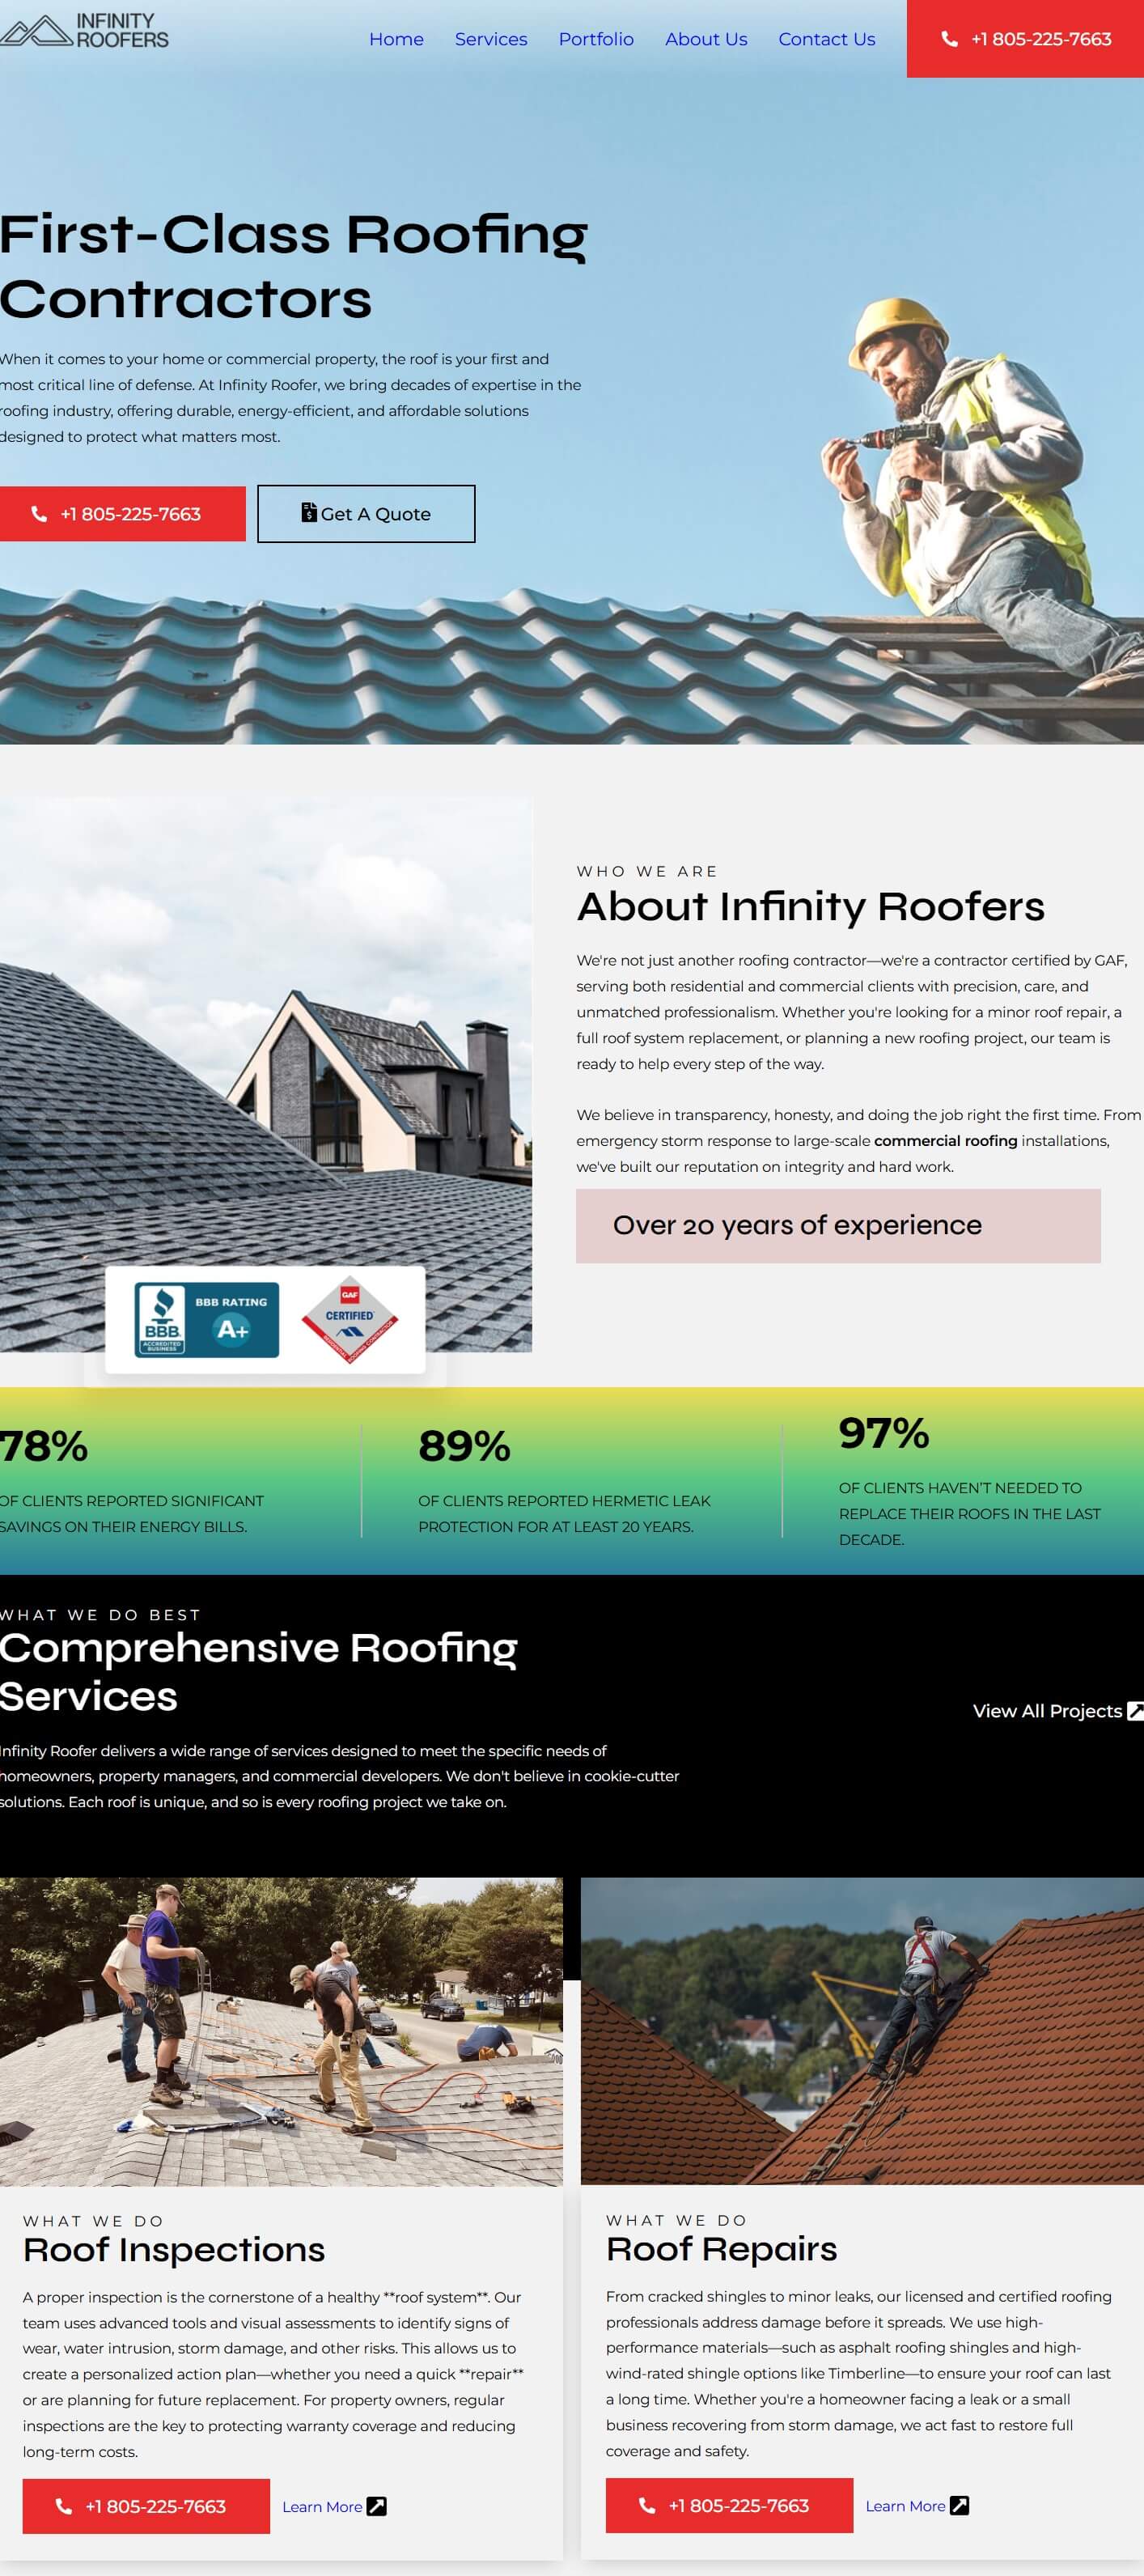 INFINITY
ROOFERS
Home Services Portfolio About Us Contact Us +1 805-225-7663
First-Class Roofing
Contractors
When it comes to your home or commercial property, the roof is your first and
most critical line of defense. At Infinity Roofer, we bring decades of expertise in the
roofing industry, offering durable, energy-efficient, and affordable solutions
designed to protect what matters most.
+1 805-225-7663 Get A Quote
WHO WE ARE
About Infinity Roofers
We're not just another roofing contractor—we're a contractor certified by GAF,
serving both residential and commercial clients with precision, care, and
unmatched professionalism. Whether you're looking for a minor roof repair, a
full roof system replacement, or planning a new roofing project, our team is
ready to help every step of the way.
We believe in transparency, honesty, and doing the job right the first time. From
emergency storm response to large-scale commercial roofing installations,
we've built our reputation on integrity and hard work.
Over 20 years of experience
BBB
ACCREDITED
BUSINESS
BBB RATING
A+
GAF
CERTIFIED
78%
OF CLIENTS REPORTED SIGNIFICANT
SAVINGS ON THEIR ENERGY BILLS.
89%
OF CLIENTS REPORTED HERMETIC LEAK
PROTECTION FOR AT LEAST 20 YEARS.
97%
OF CLIENTS HAVEN'T NEEDED TO
REPLACE THEIR ROOFS IN THE LAST
DECADE.
WHAT WE DO BEST
Comprehensive Roofing
Services
View All Projects
Infinity Roofer delivers a wide range of services designed to meet the specific needs of
homeowners, property managers, and commercial developers. We don't believe in cookie-cutter
solutions. Each roof is unique, and so is every roofing project we take on.
WHAT WE DO
Roof Inspections
A proper inspection is the cornerstone of a healthy **roof system**. Our
team uses advanced tools and visual assessments to identify signs of
wear, water intrusion, storm damage, and other risks. This allows us to
create a personalized action plan—whether you need a quick **repair**
or are planning for future replacement. For property owners, regular
inspections are the key to protecting warranty coverage and reducing
long-term costs.
+1 805-225-7663 Learn More
WHAT WE DO
Roof Repairs
From cracked shingles to minor leaks, our licensed and certified roofing
professionals address damage before it spreads. We use high-
performance materials—such as asphalt roofing shingles and high-
wind-rated shingle options like Timberline—to ensure your roof can last
a long time. Whether you're a homeowner facing a leak or a small
business recovering from storm damage, we act fast to restore full
coverage and safety.
+1 805-225-7663 Learn More